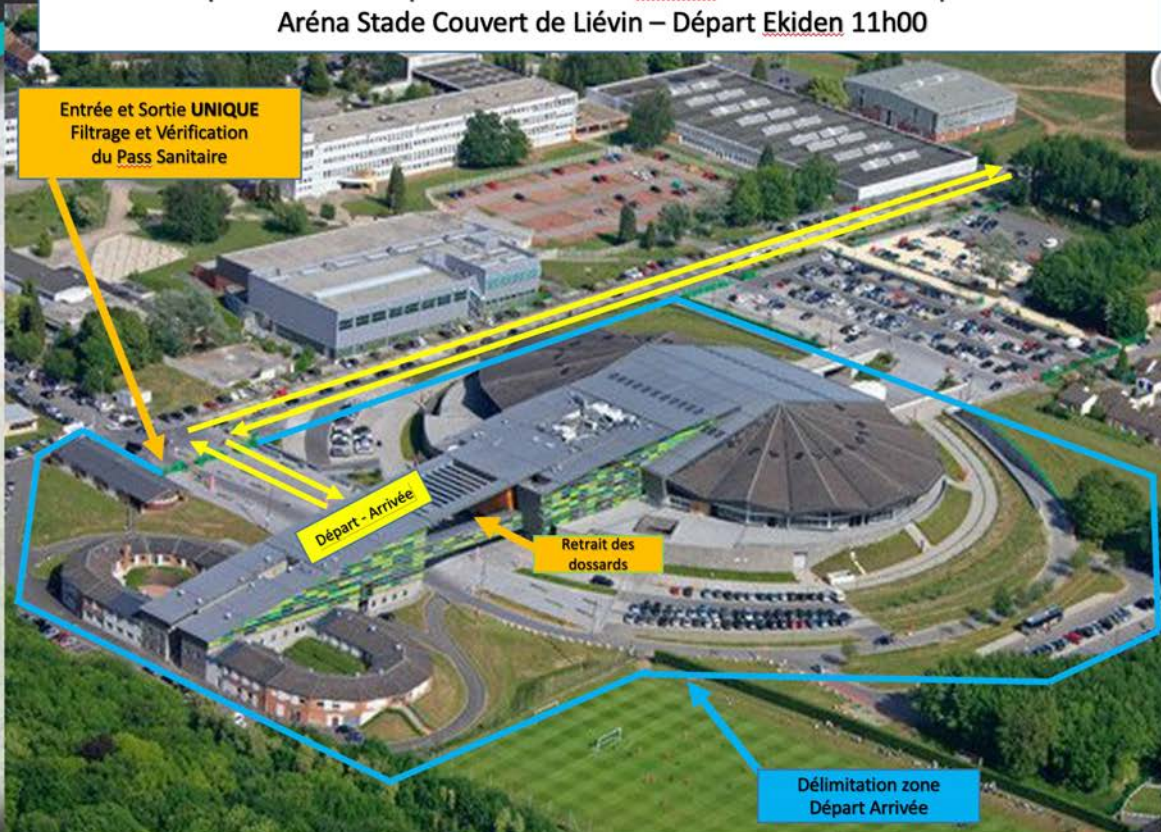 Aréna Stade Couvert de Liévin – Départ Ekiden 11h00
Entrée et Sortie UNIQUE
Filtrage et Vérification
du Pass Sanitaire
Départ - Arrivée
Retrait des
dossards
Délimitation zone
Départ Arrivée